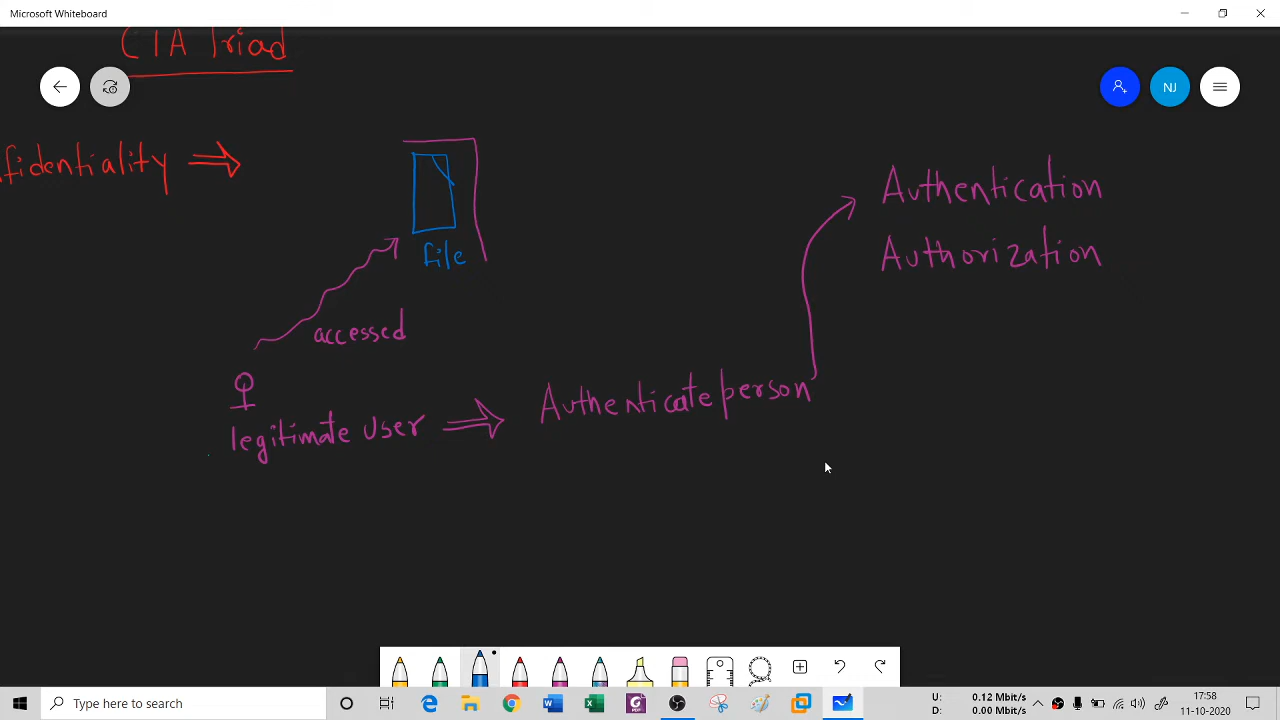 Microsoft Whiteboard
CIA Triad
NJ
fidentiality ⇒
file
Authentication
Authorization
accessed
legitimate user ⇒ Authenticate person
Type here to search
U: 0.12 Mbit/s
D: 0.00 Mbit/s
17:58
11-10-2020